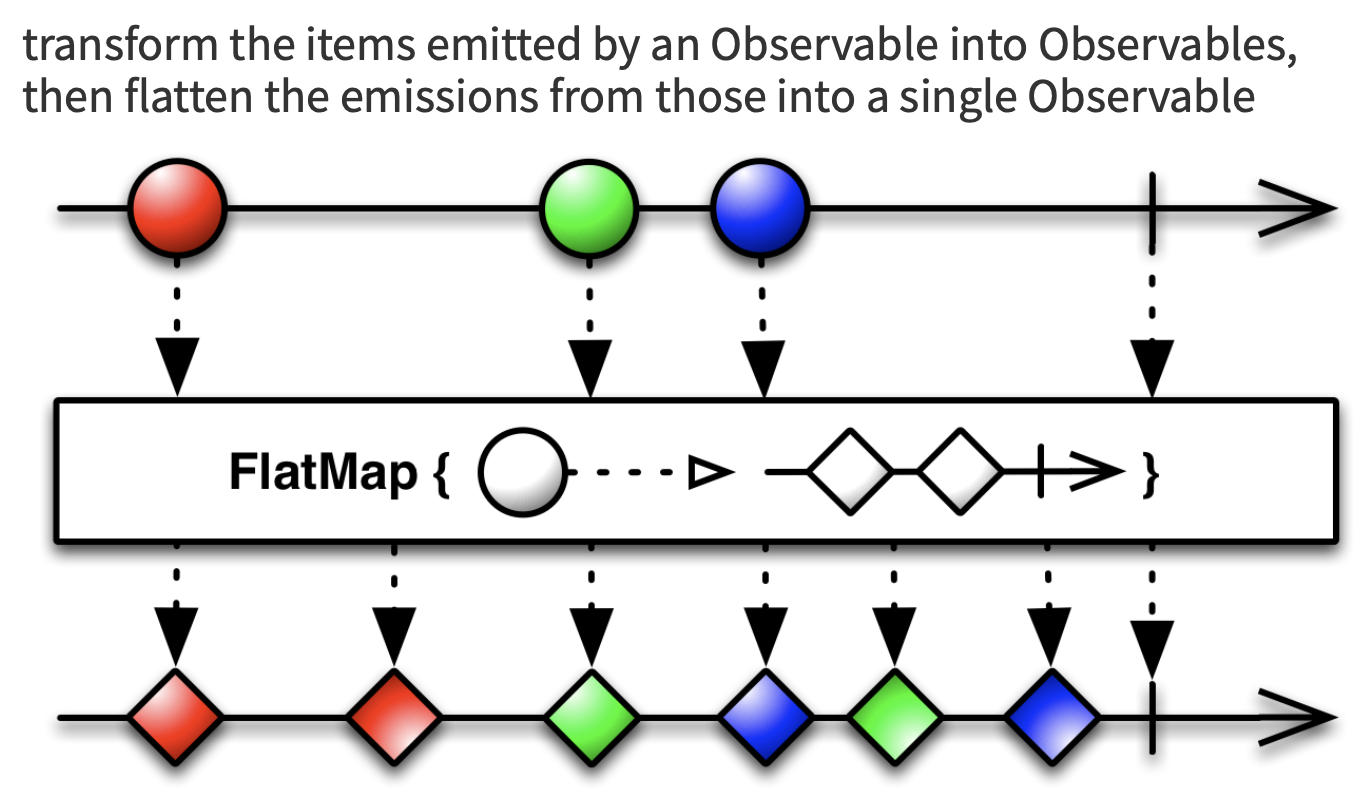 transform the items emitted by an Observable into Observables,
then flatten the emissions from those into a single Observable
FlatMap { }